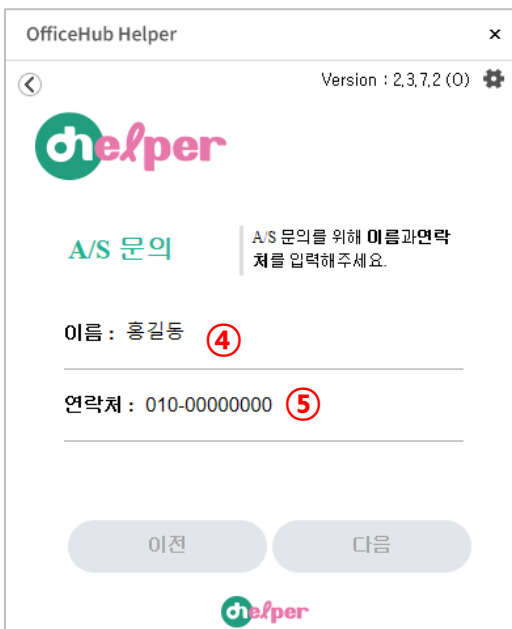 OfficeHub Helper ×
Version : 2,3,7,2 (O)
Ohelper
A/S 문의
A/S 문의를 위해 이름과연락
처를 입력해주세요.
이름 : 홍길동 ④
연락처 : 010-00000000 ⑤
이전 다음
Ohelper